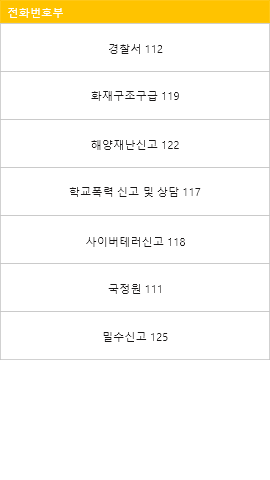 전화번호부
경찰서 112
화재구조구급 119
해양재난신고 122
학교폭력 신고 및 상담 117
사이버테러신고 118
국정원 111
밀수신고 125